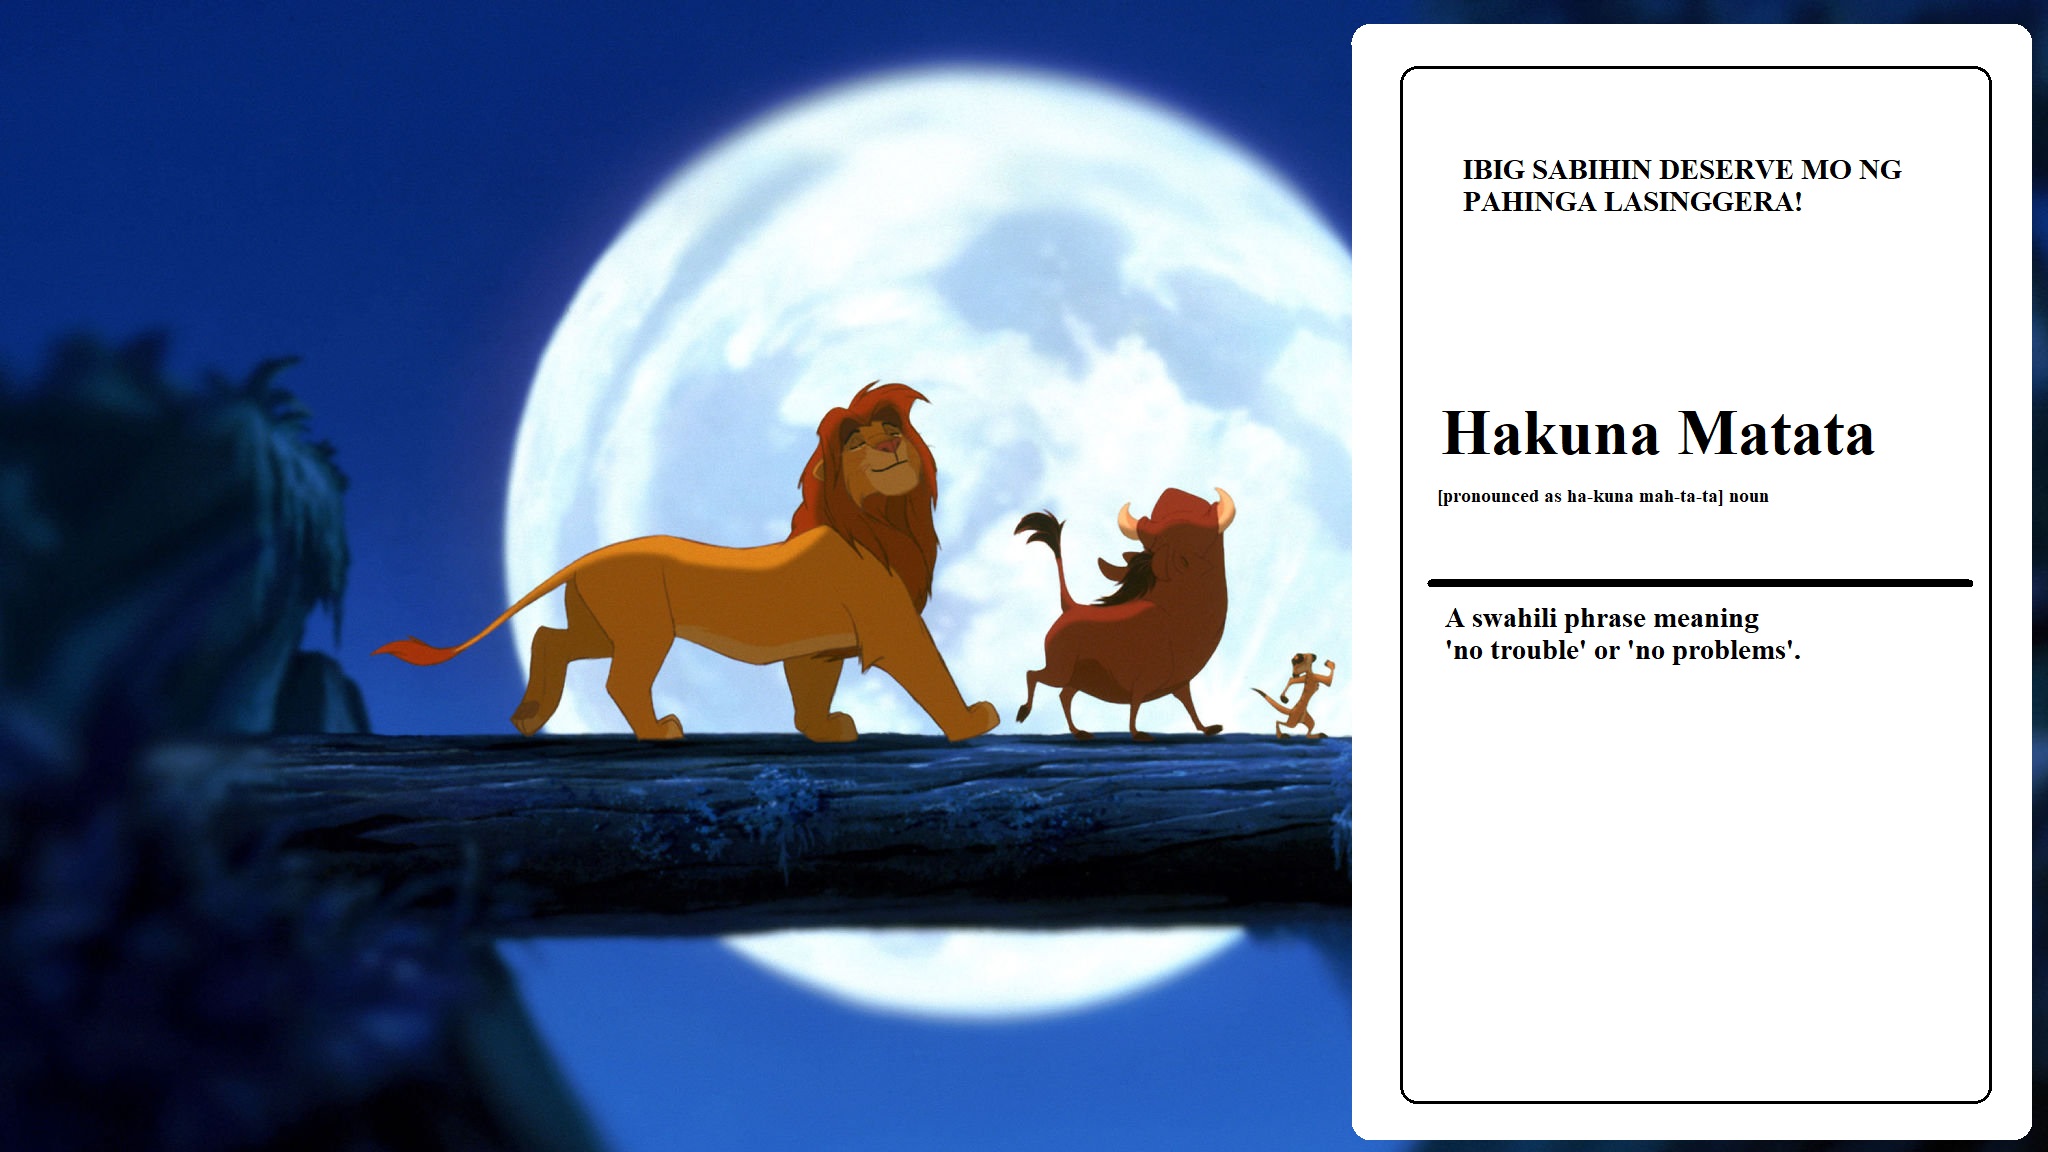 IBIG SABIHIN DESERVE MO NG
PAHINGA LASINGGERA!
Hakuna Matata
[pronounced as ha-kuna mah-ta-ta] noun
A swahili phrase meaning
'no trouble' or 'no problems'.